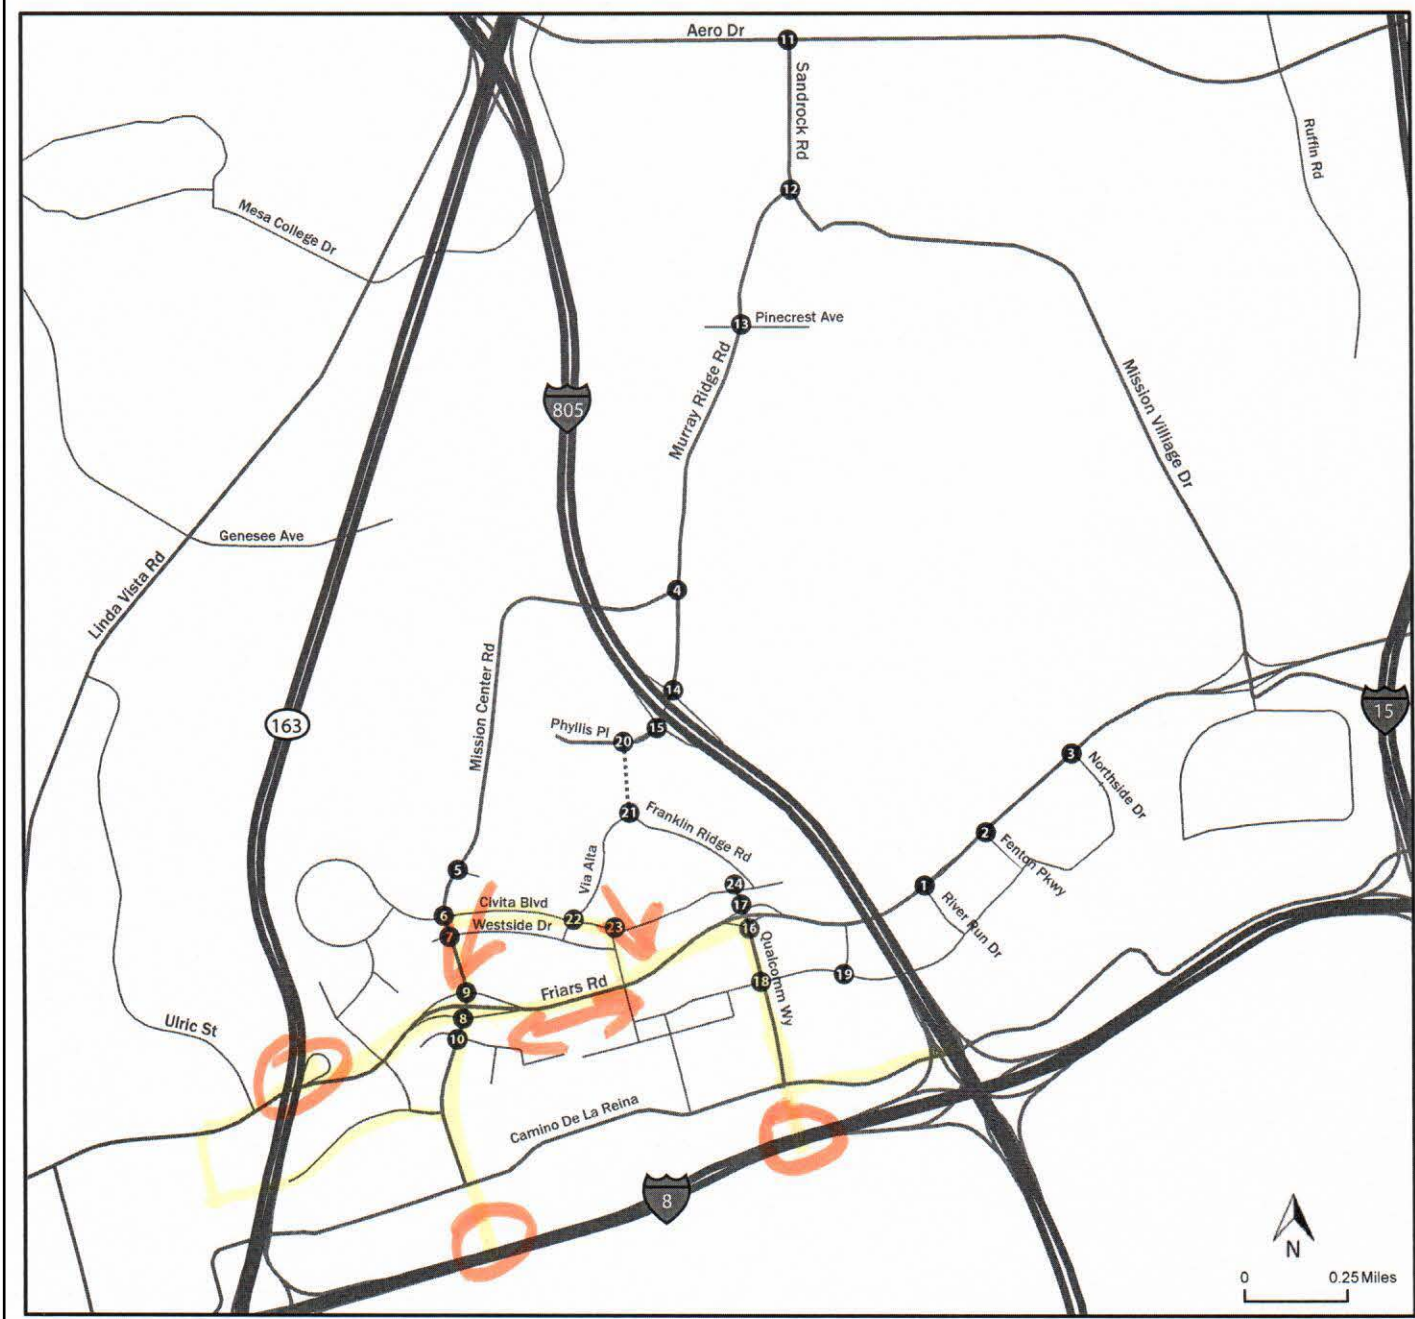 Aero Dr
11
Sandrock Rd
Ruffin Rd
12
Mesa College Dr
13
Pinecrest Ave
Murray Ridge Rd
Mission Villiage Dr
805
Genesee Ave
Linda Vista Rd
4
Mission Center Rd
14
163
Phyllis Pl
20
15
15
3
Northside Dr
21
Franklin Ridge Rd
2
Fenton Pkwy
Via Alta
5
24
1
River Run Dr
6
Civita Blvd
22
17
7
Westside Dr
23
16
Qualcomm Wy
18
19
9
Friars Rd
8
10
Ulric St
Camino De La Reina
8
N
0
0.25 Miles